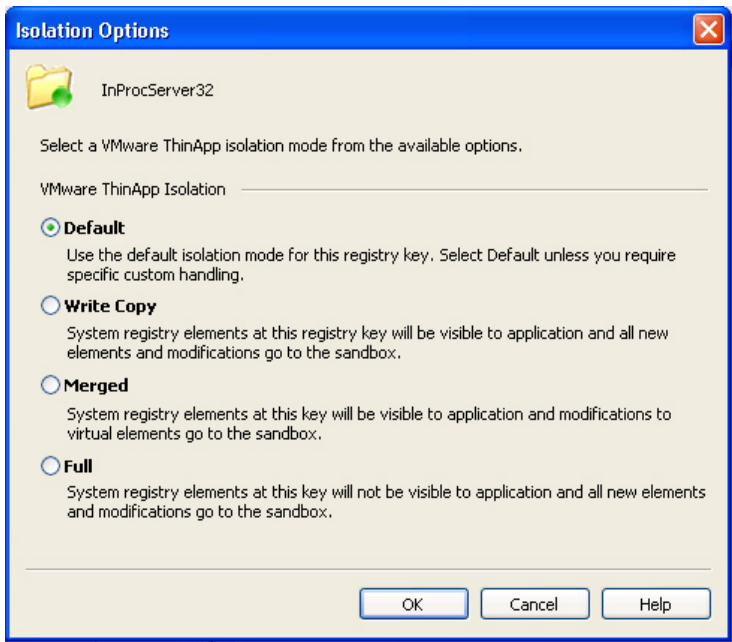 Isolation Options
InProcServer32
Select a VMware ThinApp isolation mode from the available options.
VMware ThinApp Isolation
Default
Use the default isolation mode for this registry key. Select Default unless you require
specific custom handling.
Write Copy
System registry elements at this registry key will be visible to application and all new
elements and modifications go to the sandbox.
Merged
System registry elements at this key will be visible to application and modifications to
virtual elements go to the sandbox.
Full
System registry elements at this key will not be visible to application and all new elements
and modifications go to the sandbox.
OK Cancel Help